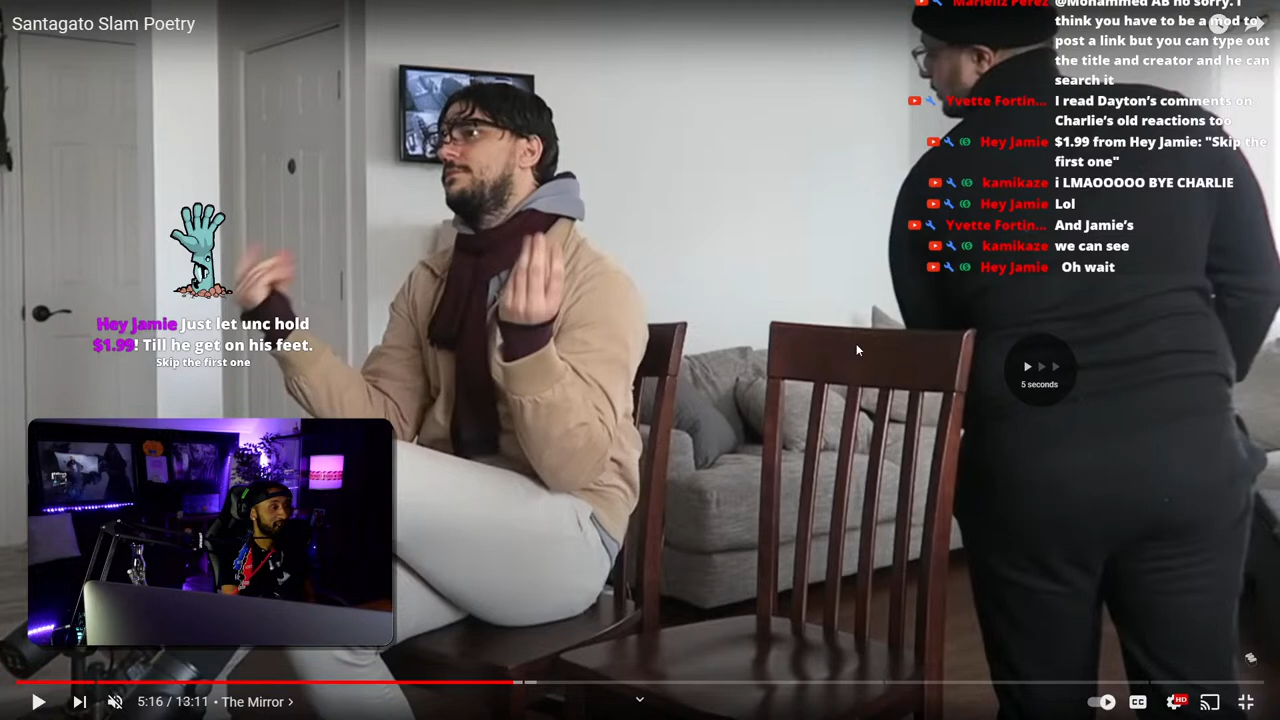 Santagato Slam Poetry
Marieliz Perez @Mohammed AB no sorry. I
think you have to be a mod to
post a link but you can type out
the title and creator and he can
search it
Yvette Fortin... I read Dayton's comments on
Charlie's old reactions too
Hey Jamie $1.99 from Hey Jamie: "Skip the
first one"
kamikaze i LMAOOOOO BYE CHARLIE
Hey Jamie Lol
Yvette Fortin... And Jamie's
kamikaze we can see
Hey Jamie Oh wait
Hey Jamie Just let unc hold
$1.99! Till he get on his feet.
Skip the first one
5 seconds
5:16 / 13:11 • The Mirror
CC
HD